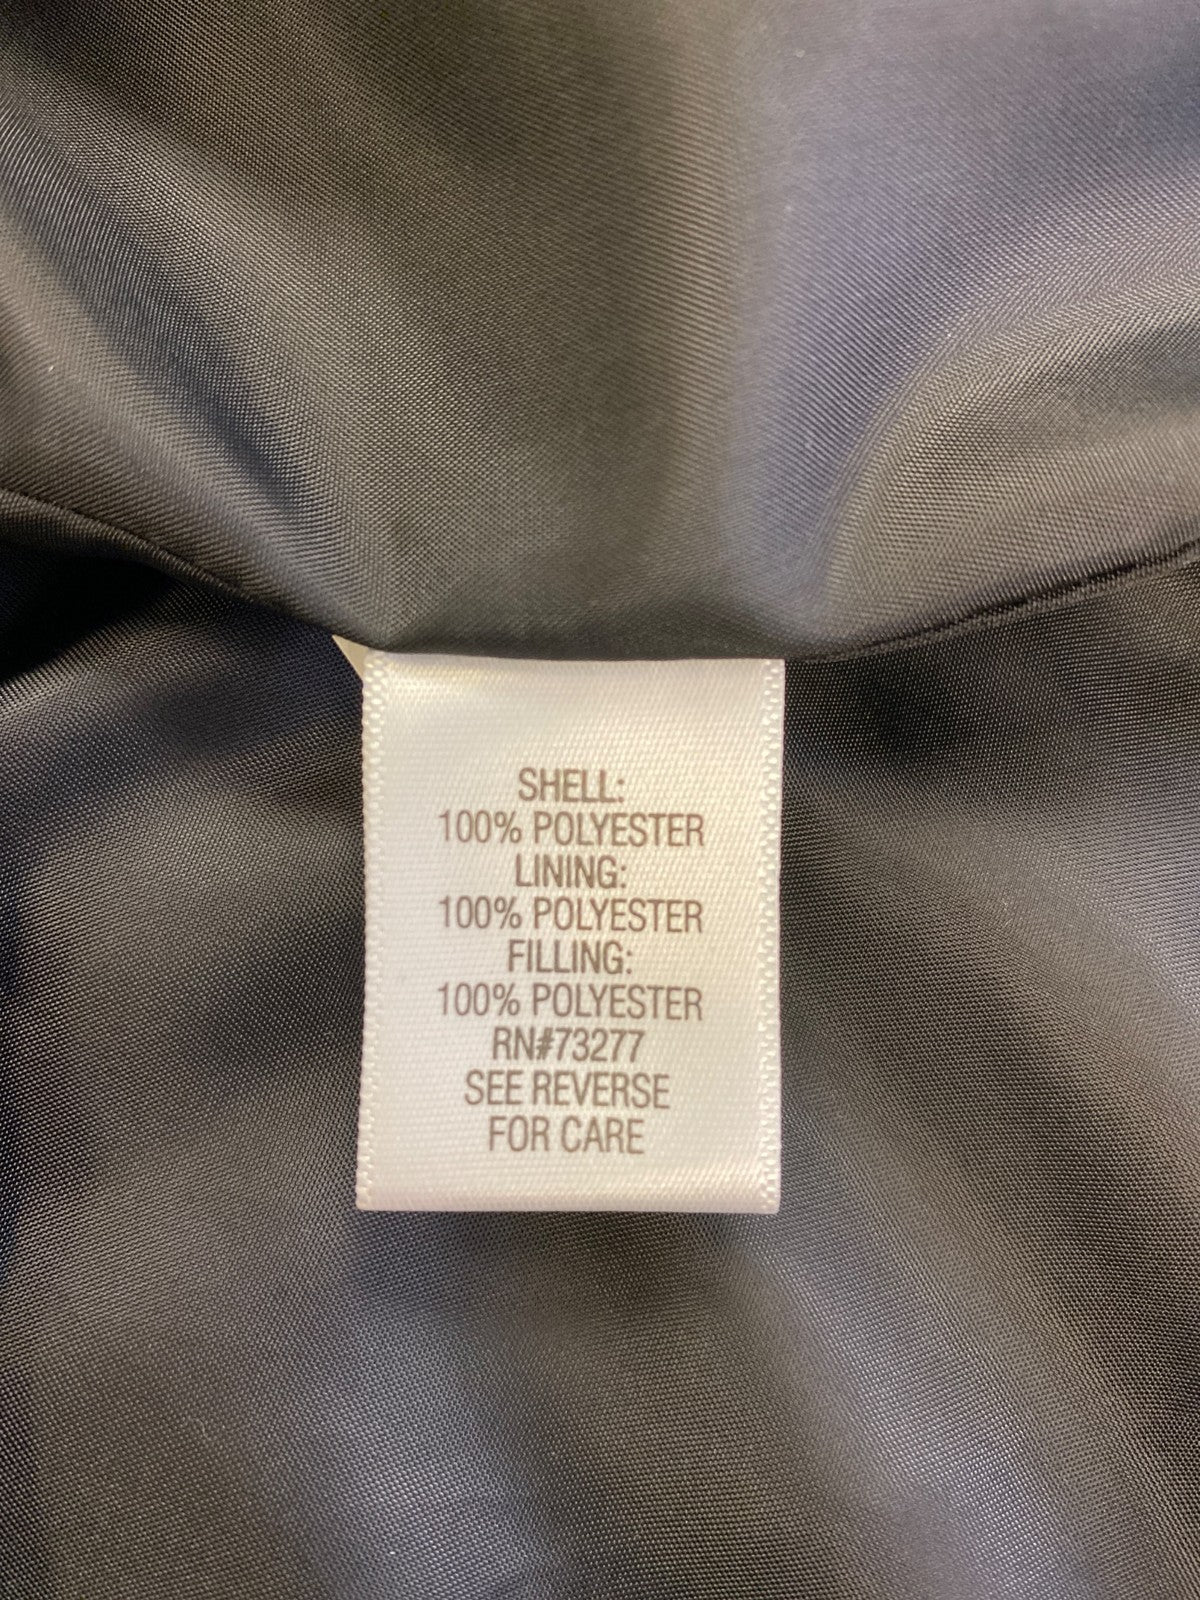 SHELL:
100% POLYESTER
LINING:
100% POLYESTER
FILLING:
100% POLYESTER
RN#73277
SEE REVERSE
FOR CARE